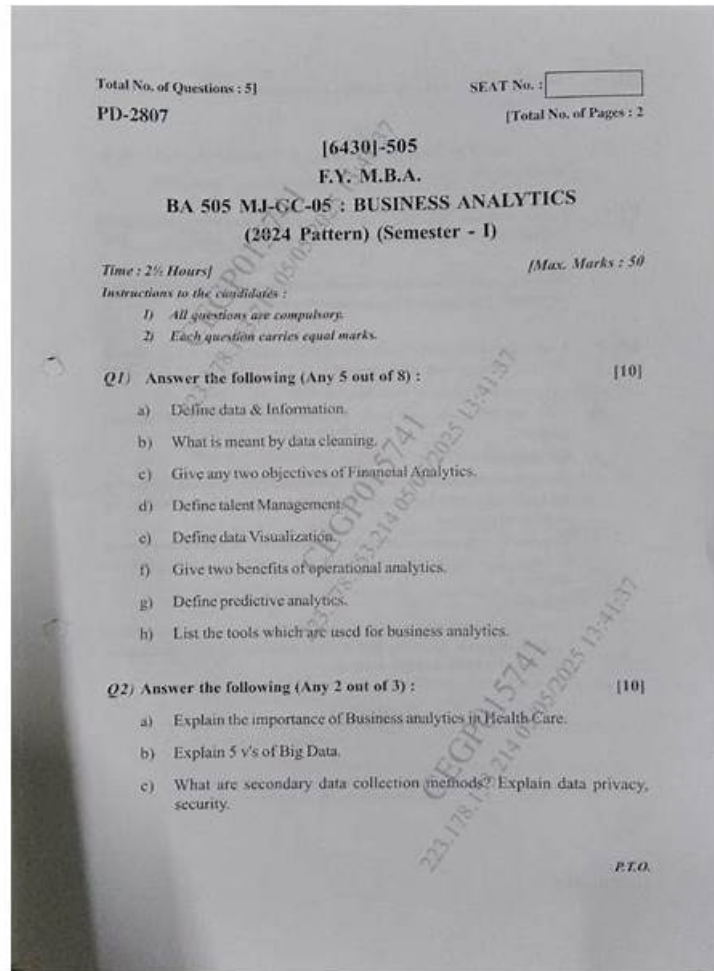 Total No. of Questions : 5]
SEAT No. :
PD-2807
[Total No. of Pages : 2
[6430]-505
F.Y. M.B.A.
BA 505 MJ-GC-05 : BUSINESS ANALYTICS
(2024 Pattern) (Semester - I)
Time : 2½ Hours]
[Max. Marks : 50
Instructions to the candidates :
1) All questions are compulsory.
2) Each question carries equal marks.
Q1) Answer the following (Any 5 out of 8) : [10]
a) Define data & Information.
b) What is meant by data cleaning.
c) Give any two objectives of Financial Analytics.
d) Define talent Management.
e) Define data Visualization.
f) Give two benefits of operational analytics.
g) Define predictive analytics.
h) List the tools which are used for business analytics.
Q2) Answer the following (Any 2 out of 3) : [10]
a) Explain the importance of Business analytics in Health Care.
b) Explain 5 v's of Big Data.
c) What are secondary data collection methods? Explain data privacy,
security.
P.T.O.
CEGP015741
CEGP015741
CEGP015741